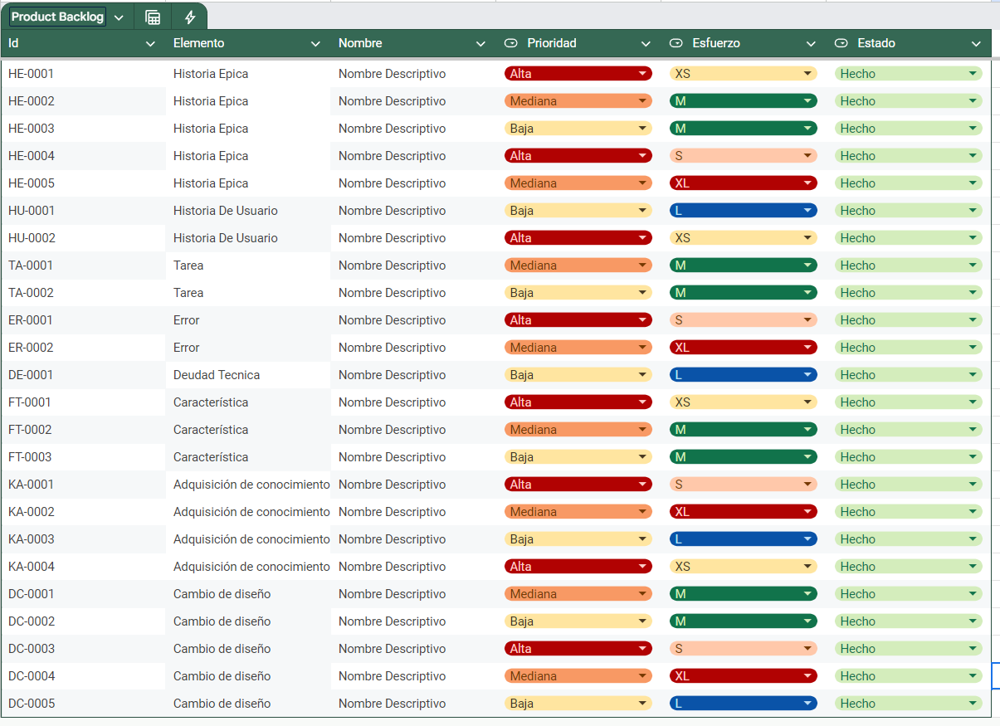 Product Backlog
Id Elemento Nombre Prioridad Esfuerzo Estado
HE-0001 Historia Epica Nombre Descriptivo Alta XS Hecho
HE-0002 Historia Epica Nombre Descriptivo Mediana M Hecho
HE-0003 Historia Epica Nombre Descriptivo Baja M Hecho
HE-0004 Historia Epica Nombre Descriptivo Alta S Hecho
HE-0005 Historia Epica Nombre Descriptivo Mediana XL Hecho
HU-0001 Historia De Usuario Nombre Descriptivo Baja L Hecho
HU-0002 Historia De Usuario Nombre Descriptivo Alta XS Hecho
TA-0001 Tarea Nombre Descriptivo Mediana M Hecho
TA-0002 Tarea Nombre Descriptivo Baja M Hecho
ER-0001 Error Nombre Descriptivo Alta S Hecho
ER-0002 Error Nombre Descriptivo Mediana XL Hecho
DE-0001 Deudad Tecnica Nombre Descriptivo Baja L Hecho
FT-0001 Característica Nombre Descriptivo Alta XS Hecho
FT-0002 Característica Nombre Descriptivo Mediana M Hecho
FT-0003 Característica Nombre Descriptivo Baja M Hecho
KA-0001 Adquisición de conocimiento Nombre Descriptivo Alta S Hecho
KA-0002 Adquisición de conocimiento Nombre Descriptivo Mediana XL Hecho
KA-0003 Adquisición de conocimiento Nombre Descriptivo Baja L Hecho
KA-0004 Adquisición de conocimiento Nombre Descriptivo Alta XS Hecho
DC-0001 Cambio de diseño Nombre Descriptivo Mediana M Hecho
DC-0002 Cambio de diseño Nombre Descriptivo Baja M Hecho
DC-0003 Cambio de diseño Nombre Descriptivo Alta S Hecho
DC-0004 Cambio de diseño Nombre Descriptivo Mediana XL Hecho
DC-0005 Cambio de diseño Nombre Descriptivo Baja L Hecho